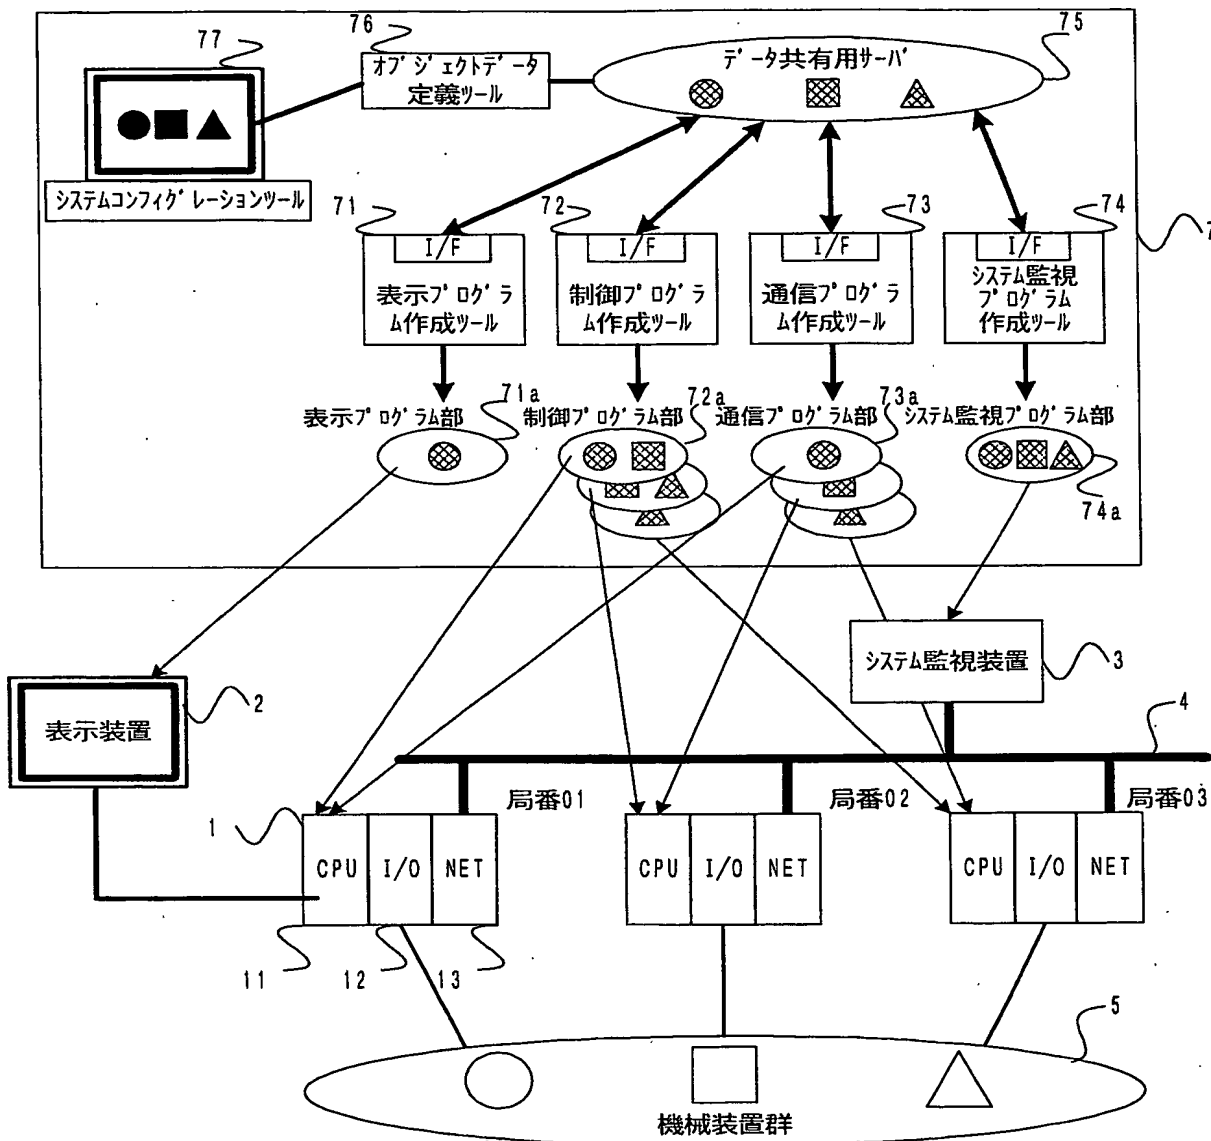 76
77
75
オブジェクトデータ
定義ツール
データ共有用サーバ
システムコンフィグレーションツール
71
72
73
74
7
I/F
I/F
I/F
I/F
表示プログラ
ム作成ツール
制御プログラ
ム作成ツール
通信プログラ
ム作成ツール
システム監視
プログラム
作成ツール
71a
72a
73a
表示プログラム部
制御プログラム部
通信プログラム部
システム監視プログラム部
74a
システム監視装置
3
2
表示装置
4
局番01
局番02
局番03
1
CPU
I/O
NET
CPU
I/O
NET
CPU
I/O
NET
11
12
13
5
機械装置群